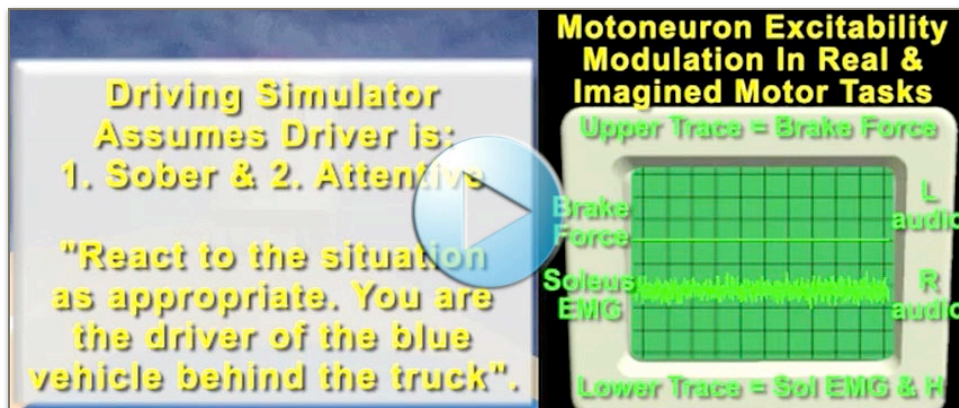 Driving Simulator
Assumes Driver is:
1. Sober & 2. Attentive
"React to the situation
as appropriate. You are
the driver of the blue
vehicle behind the truck".
Motoneuron Excitability
Modulation In Real &
Imagined Motor Tasks
Upper Trace = Brake Force
Brake
Force
L
audio
Soleus
EMG
R
audio
Lower Trace = Sol EMG & H